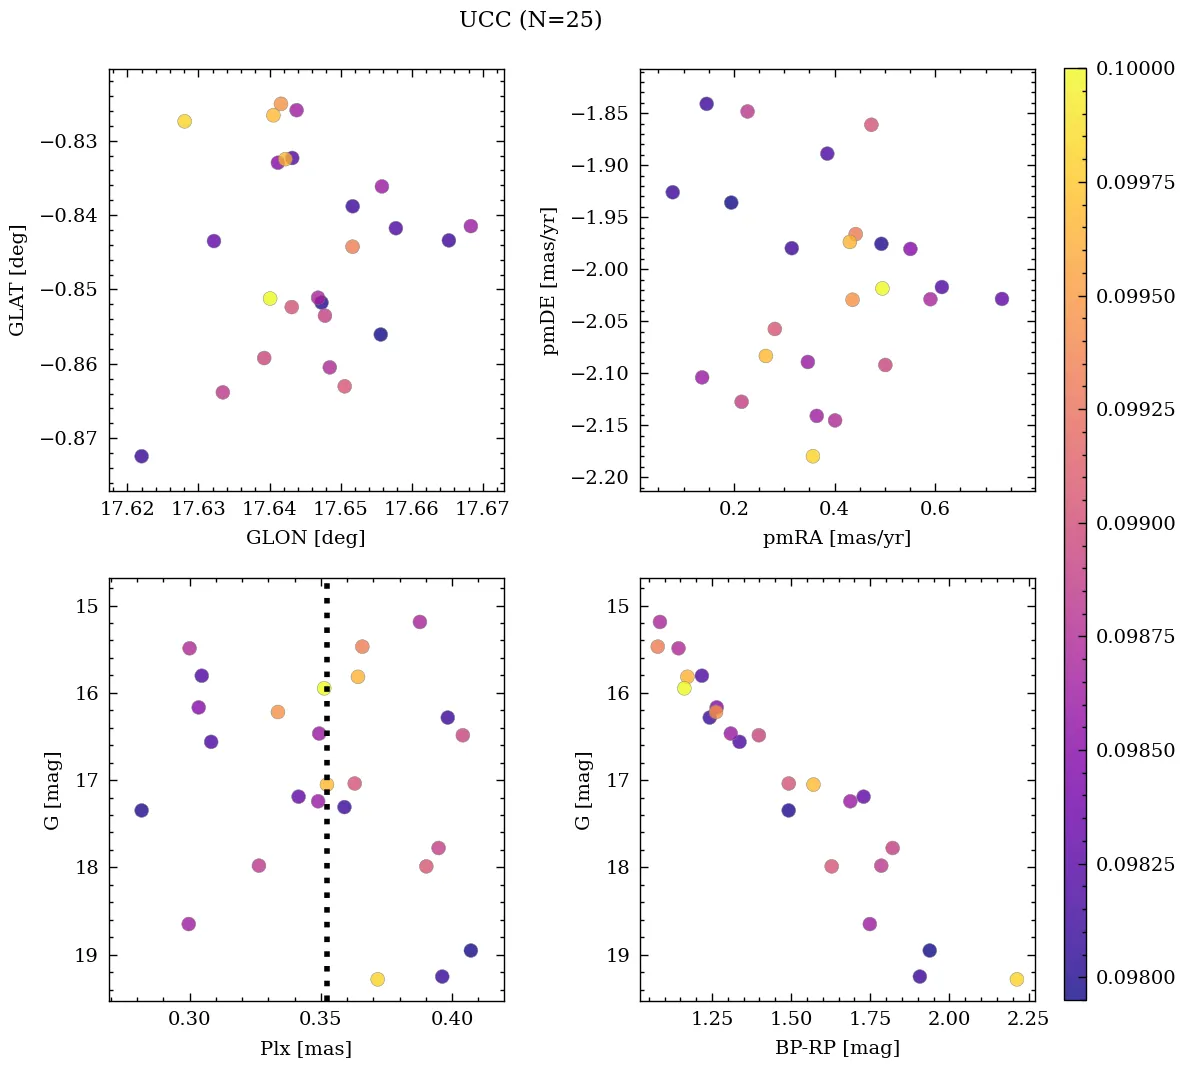 UCC (N=25)
−0.83
−0.84
−0.85
−0.86
−0.87
GLAT [deg]
17.62 17.63 17.64 17.65 17.66 17.67
GLON [deg]
−1.85
−1.90
−1.95
−2.00
−2.05
−2.10
−2.15
−2.20
pmDE [mas/yr]
0.2 0.4 0.6
pmRA [mas/yr]
15
16
17
18
19
G [mag]
0.30 0.35 0.40
Plx [mas]
15
16
17
18
19
G [mag]
1.25 1.50 1.75 2.00 2.25
BP-RP [mag]
0.10000
0.09975
0.09950
0.09925
0.09900
0.09875
0.09850
0.09825
0.09800